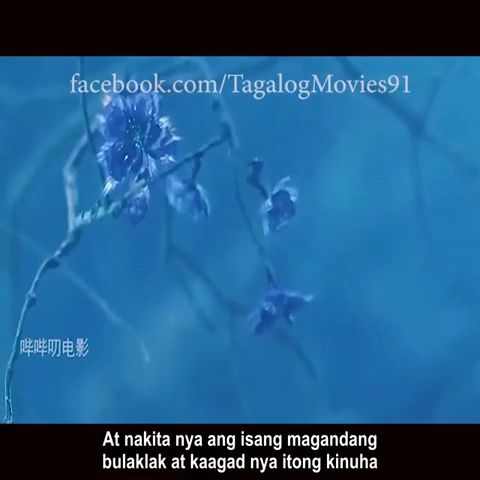 facebook.com/TagalogMovies91
哔哔叨电影
At nakita nya ang isang magandang
bulaklak at kaagad nya itong kinuha